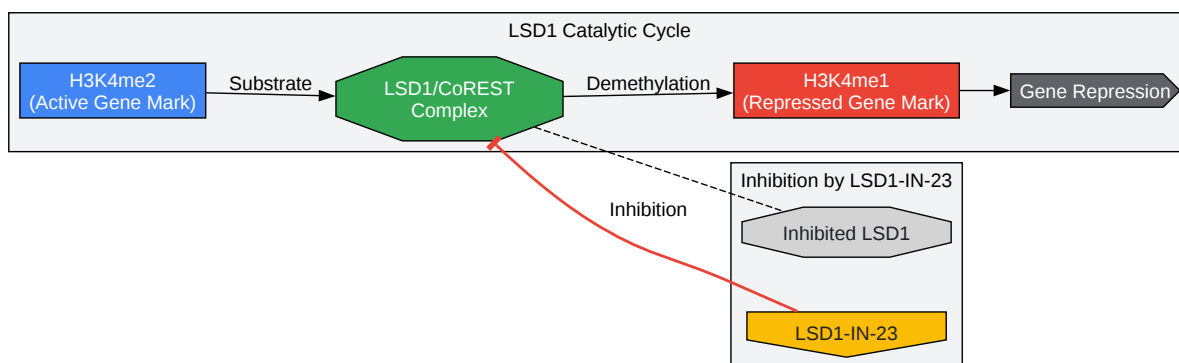 LSD1 Catalytic Cycle
H3K4me2
(Active Gene Mark)
Substrate
LSD1/CoREST
Complex
Demethylation
H3K4me1
(Repressed Gene Mark)
Gene Repression
Inhibition by LSD1-IN-23
Inhibition
Inhibited LSD1
LSD1-IN-23